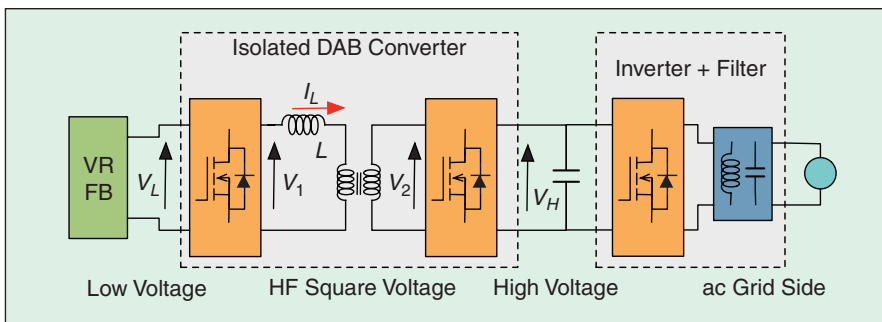 Isolated DAB Converter
Inverter + Filter
I_L
L
VR
FB
V_L
V_1
V_2
V_H
Low Voltage
HF Square Voltage
High Voltage
ac Grid Side